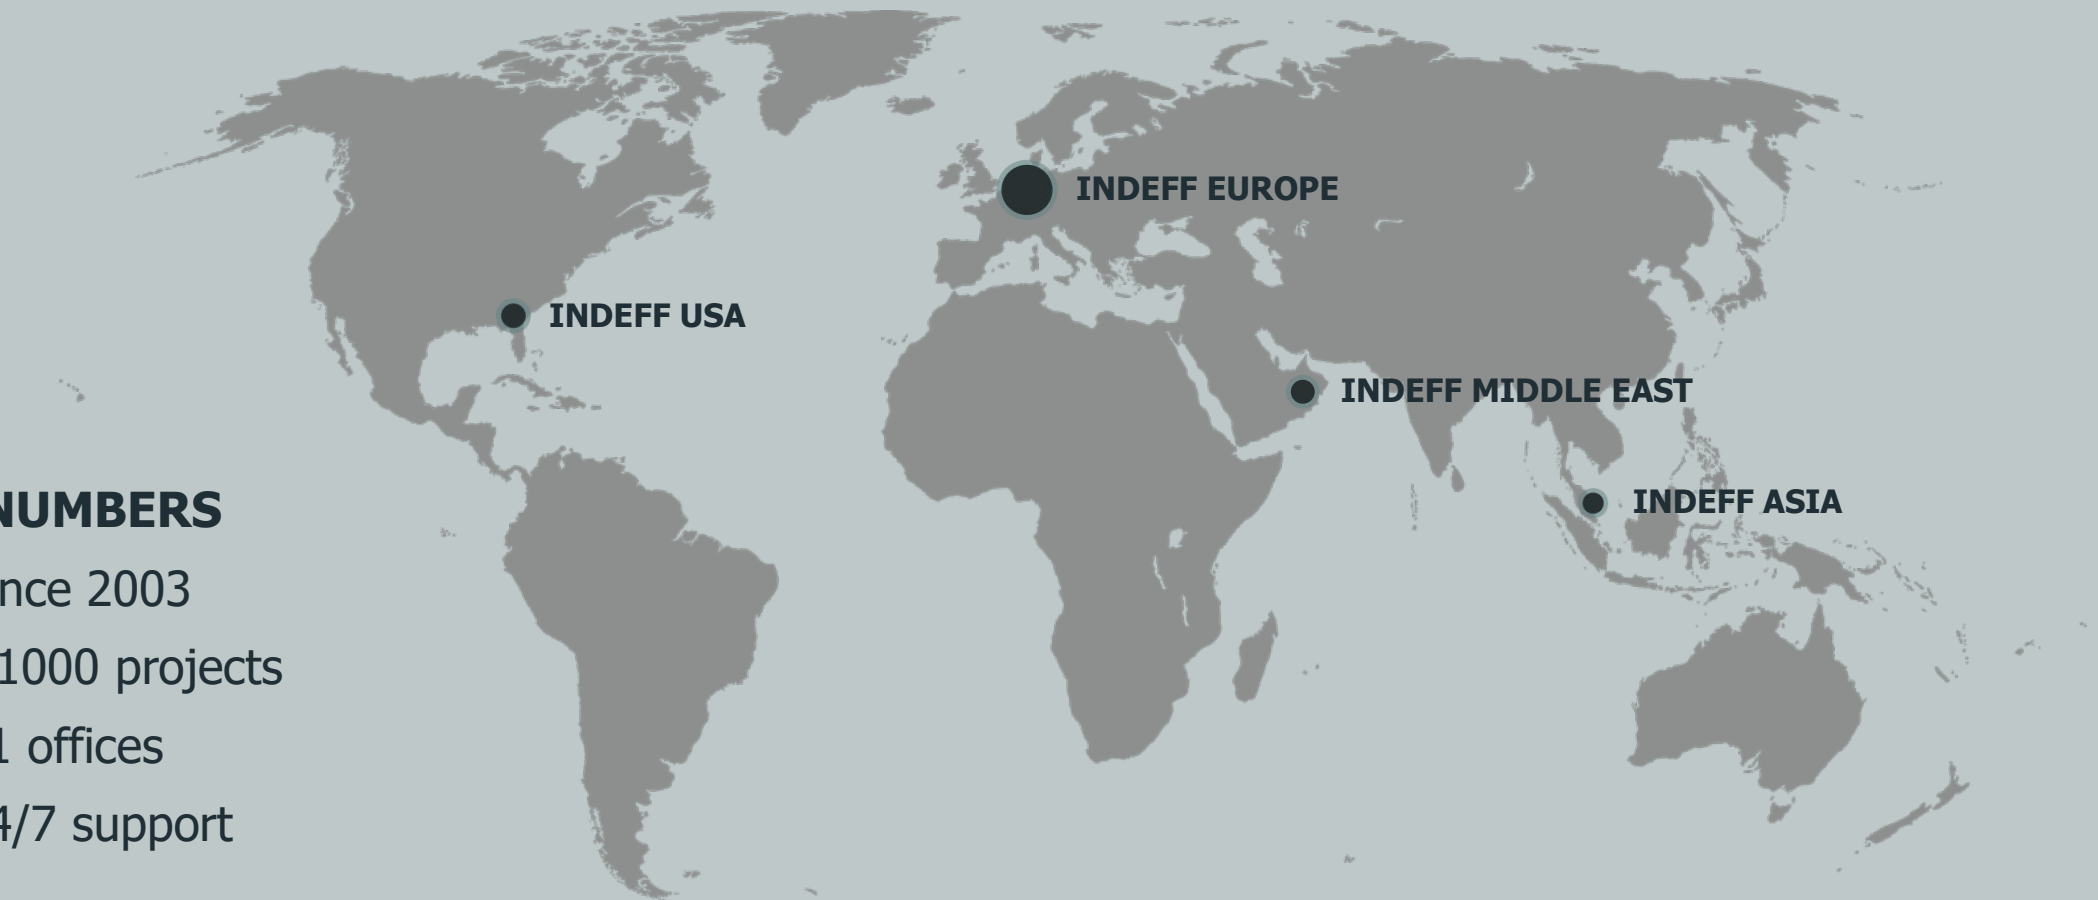 INDEFF EUROPE
INDEFF USA
INDEFF MIDDLE EAST
INDEFF ASIA
NUMBERS
nce 2003
1000 projects
1 offices
4/7 support